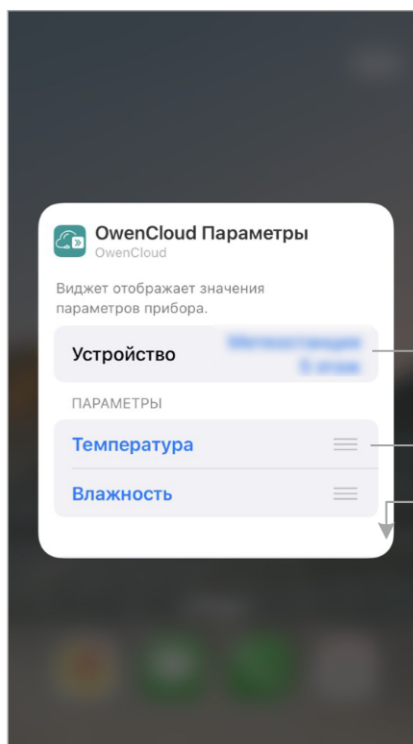 OwenCloud Параметры
OwenCloud
Виджет отображает значения
параметров прибора.
Устройство
ПАРАМЕТРЫ
Температура
Влажность